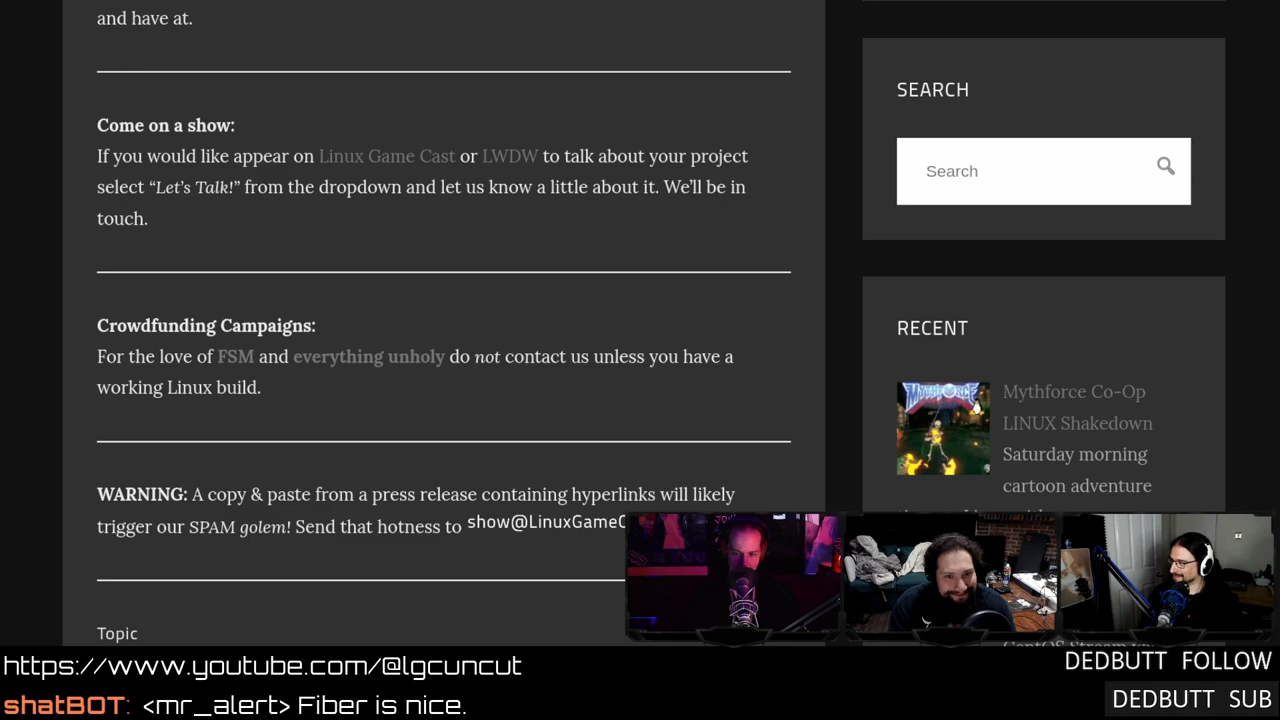 and have at.
Come on a show:
If you would like appear on Linux Game Cast or LWDW to talk about your project
select “Let’s Talk!” from the dropdown and let us know a little about it. We’ll be in
touch.
Crowdfunding Campaigns:
For the love of FSM and everything unholy do not contact us unless you have a
working Linux build.
WARNING: A copy & paste from a press release containing hyperlinks will likely
trigger our SPAM golem! Send that hotness to show@LinuxGameC
Topic
SEARCH
Search
RECENT
MYTHFORCE
Mythforce Co-Op
LINUX Shakedown
Saturday morning
cartoon adventure
https://www.youtube.com/@lgcuncut
shatBOT: <mr_alert> Fiber is nice.
DEDBUTT FOLLOW
DEDBUTT SUB